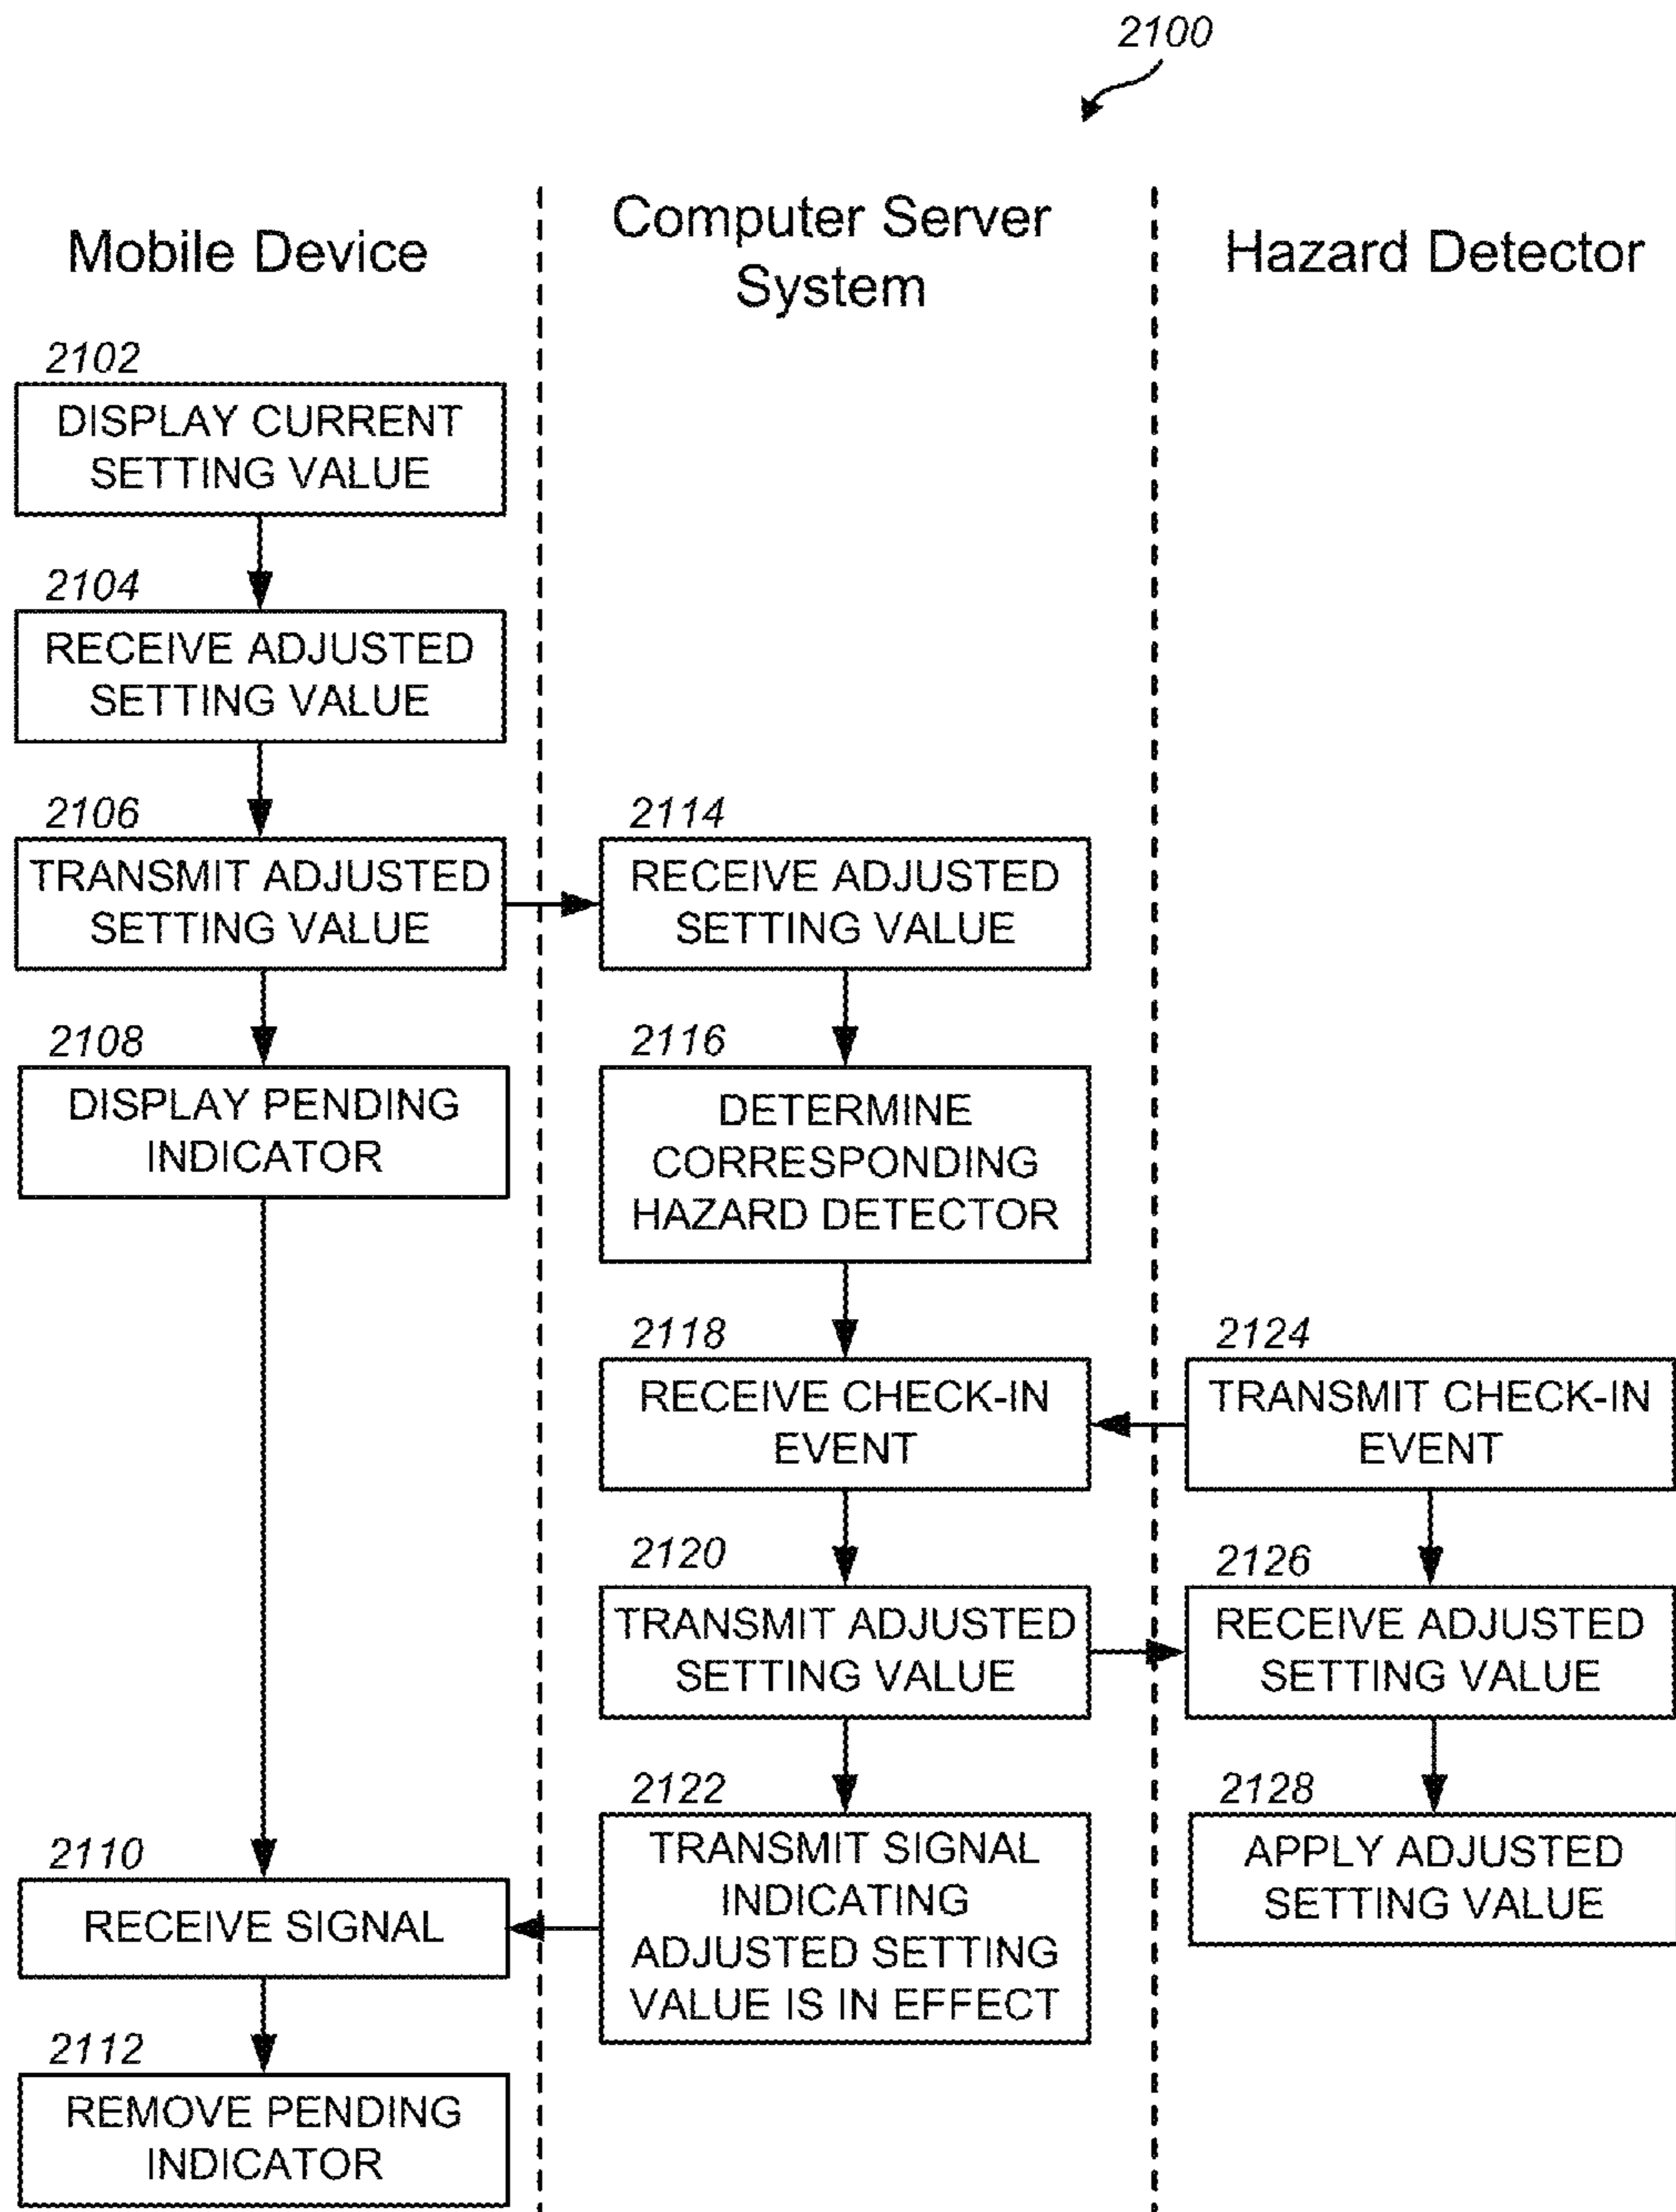 2100
Mobile Device
Computer Server
System
Hazard Detector
2102
DISPLAY CURRENT
SETTING VALUE
2104
RECEIVE ADJUSTED
SETTING VALUE
2106
TRANSMIT ADJUSTED
SETTING VALUE
2108
DISPLAY PENDING
INDICATOR
2110
RECEIVE SIGNAL
2112
REMOVE PENDING
INDICATOR
2114
RECEIVE ADJUSTED
SETTING VALUE
2116
DETERMINE
CORRESPONDING
HAZARD DETECTOR
2118
RECEIVE CHECK-IN
EVENT
2120
TRANSMIT ADJUSTED
SETTING VALUE
2122
TRANSMIT SIGNAL
INDICATING
ADJUSTED SETTING
VALUE IS IN EFFECT
2124
TRANSMIT CHECK-IN
EVENT
2126
RECEIVE ADJUSTED
SETTING VALUE
2128
APPLY ADJUSTED
SETTING VALUE